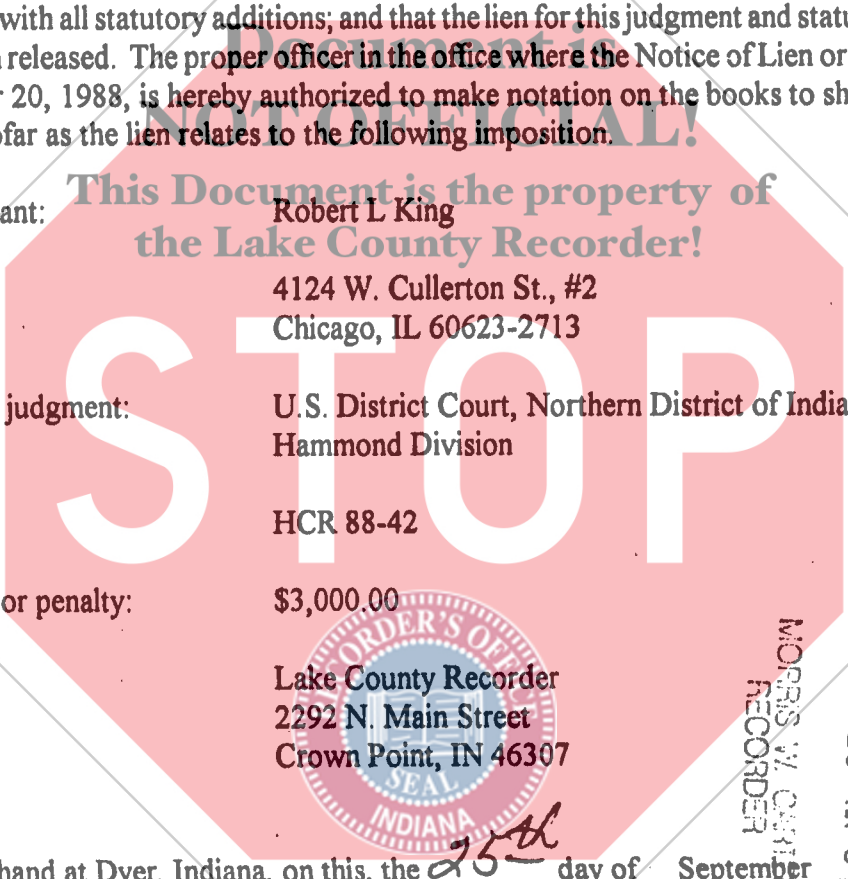 with all statutory additions; and that the lien for this judgment and statu
released. The proper officer in the office where the Notice of Lien or
20, 1988, is hereby authorized to make notation on the books to sh
ofar as the lien relates to the following imposition.
Document is
NOT OFFICIAL!
This Document is the property of
the Lake County Recorder!
STOP
ant: Robert L King
4124 W. Cullerton St., #2
Chicago, IL 60623-2713
judgment: U.S. District Court, Northern District of India
Hammond Division
HCR 88-42
or penalty: $3,000.00
Lake County Recorder
2292 N. Main Street
Crown Point, IN 46307
RECORDER'S OFFICE
SEAL
INDIANA
MORRIS W. CART
RECORDER
hand at Dyer, Indiana, on this, the 25th day of September